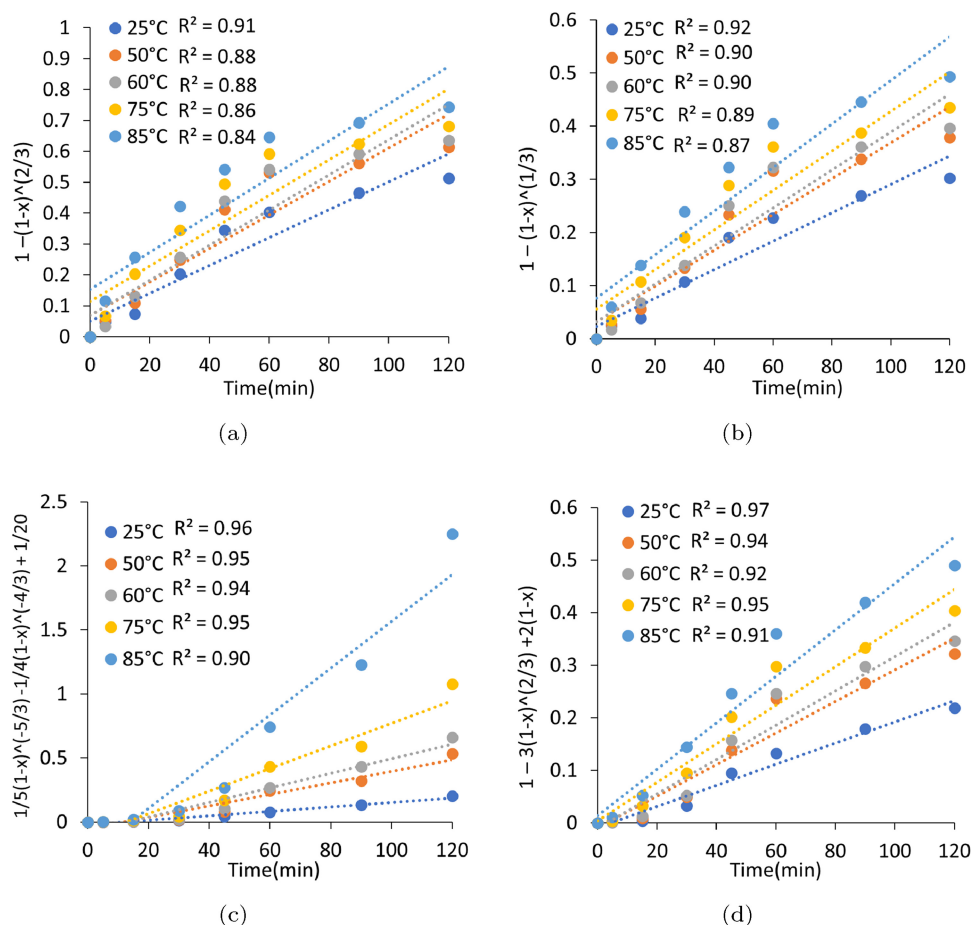 1 – (1-x)^(2/3)
1
0.9
0.8
0.7
0.6
0.5
0.4
0.3
0.2
0.1
0
25°C R² = 0.91
50°C R² = 0.88
60°C R² = 0.88
75°C R² = 0.86
85°C R² = 0.84
0 20 40 60 80 100 120
Time(min)
(a)
1 – (1-x)^(1/3)
0.6
0.5
0.4
0.3
0.2
0.1
0
25°C R² = 0.92
50°C R² = 0.90
60°C R² = 0.90
75°C R² = 0.89
85°C R² = 0.87
0 20 40 60 80 100 120
Time(min)
(b)
1/5(1-x)^(-5/3) -1/4(1-x)^(-4/3) + 1/20
2.5
2
1.5
1
0.5
0
25°C R² = 0.96
50°C R² = 0.95
60°C R² = 0.94
75°C R² = 0.95
85°C R² = 0.90
0 20 40 60 80 100 120
Time(min)
(c)
1 – 3(1-x)^(2/3) +2(1-x)
0.6
0.5
0.4
0.3
0.2
0.1
0
25°C R² = 0.97
50°C R² = 0.94
60°C R² = 0.92
75°C R² = 0.95
85°C R² = 0.91
0 20 40 60 80 100 120
Time(min)
(d)